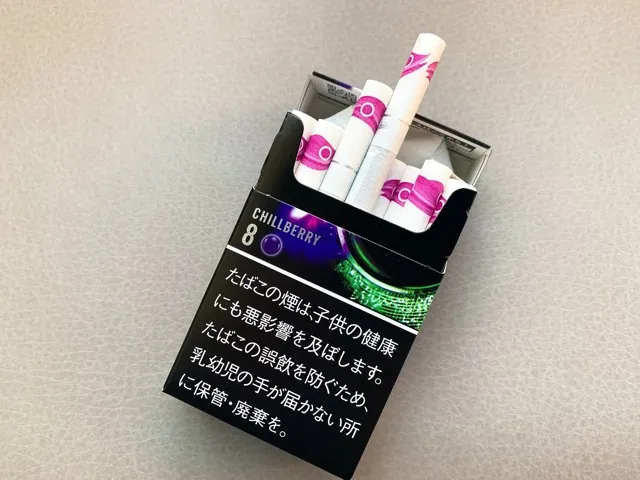 CHILLBERRY
8
たばこの煙は、子供の健康
にも悪影響を及ぼします。
たばこの誤飲を防ぐため、
乳幼児の手が届かない所
に保管・廃棄を。